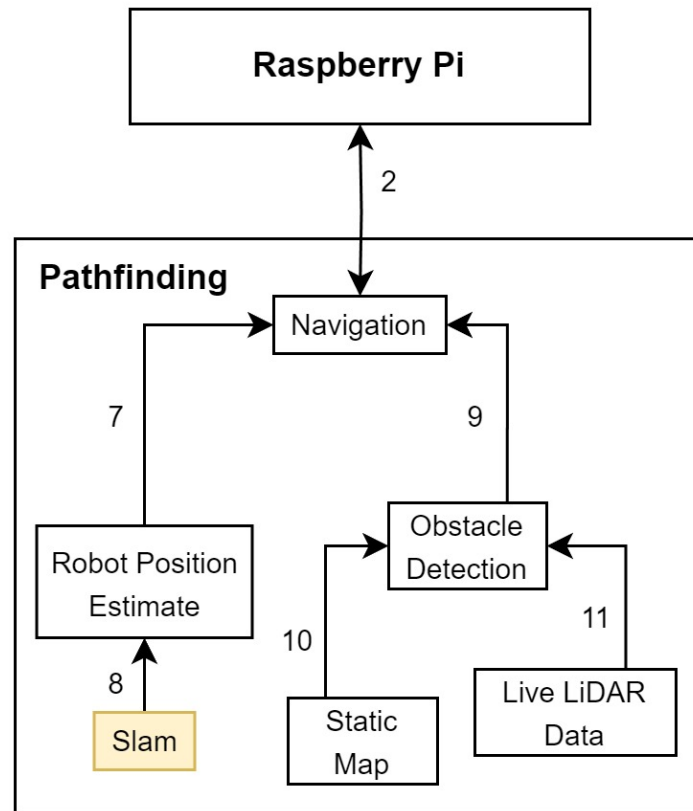 Raspberry Pi
2
Pathfinding
Navigation
7
9
Robot Position
Estimate
Obstacle
Detection
8
10
11
Slam
Static
Map
Live LiDAR
Data